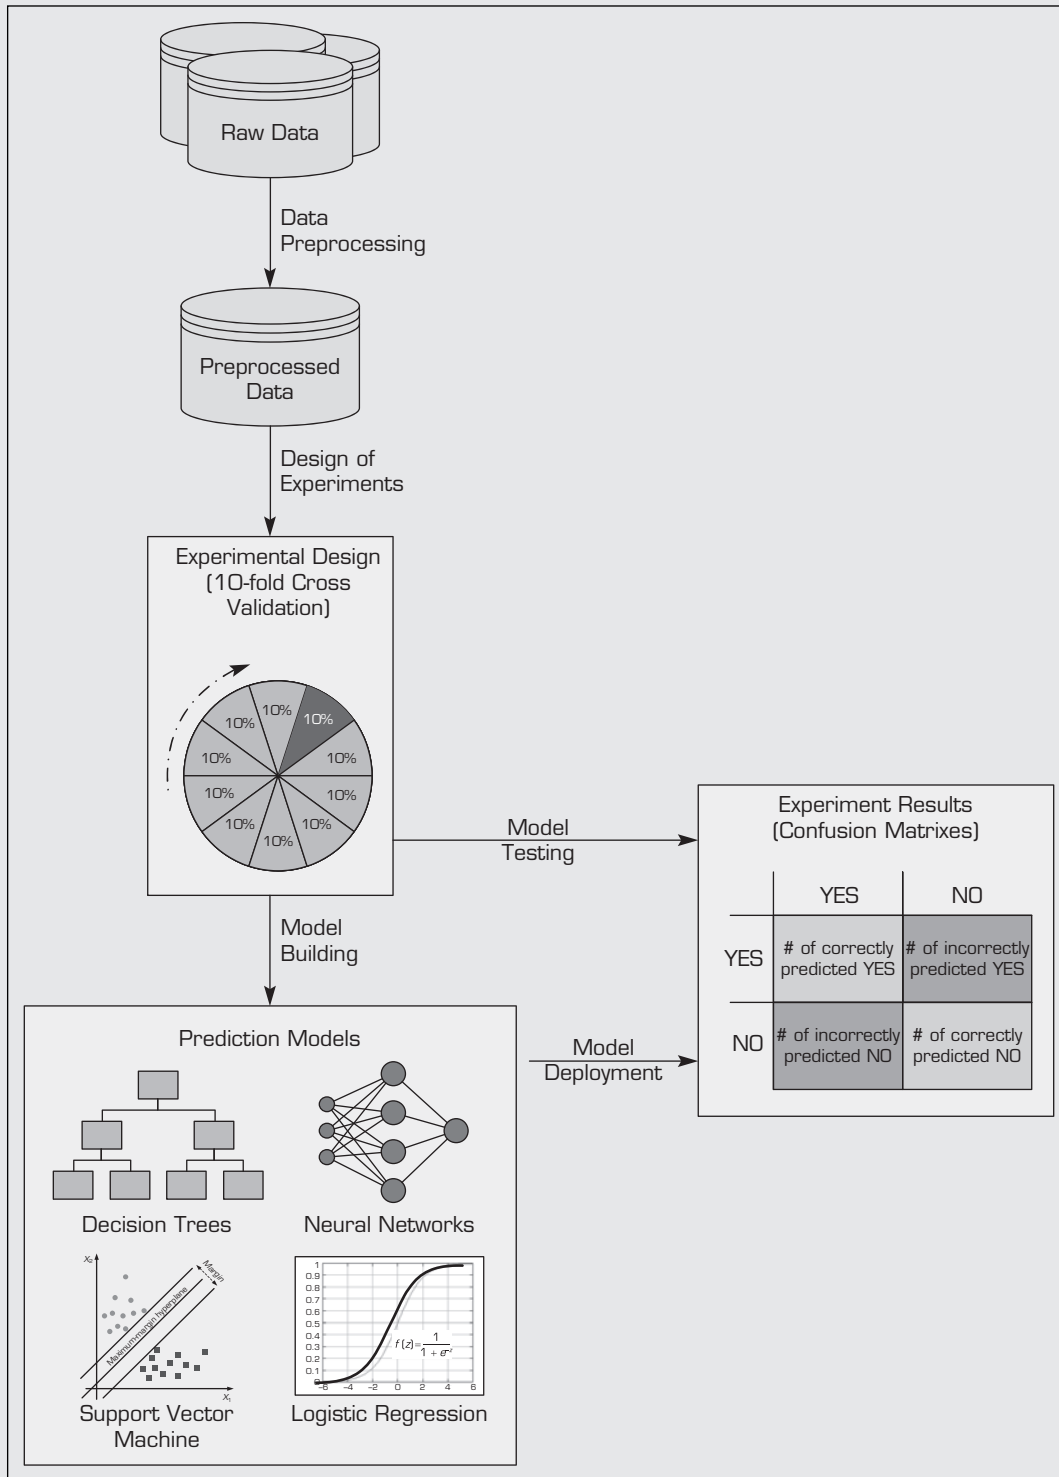 Raw Data
Data
Preprocessing
Preprocessed
Data
Design of
Experiments
Experimental Design
(10-fold Cross
Validation)
10%
10%
10%
10%
10%
10%
10%
10%
10%
10%
Model
Testing
Experiment Results
(Confusion Matrixes)
YES
NO
YES
# of correctly
predicted YES
# of incorrectly
predicted YES
NO
# of incorrectly
predicted NO
# of correctly
predicted NO
Model
Building
Model
Deployment
Prediction Models
Decision Trees
Neural Networks
X₂
Margin
Maximum-margin hyperplane
X₁
Support Vector
Machine
1
0.9
0.8
0.7
0.6
0.5
0.4
0.3
0.2
0.1
–6 –4 –2 0 2 4 6
f (z) = 1 / 1 + e⁻ᶻ
Logistic Regression